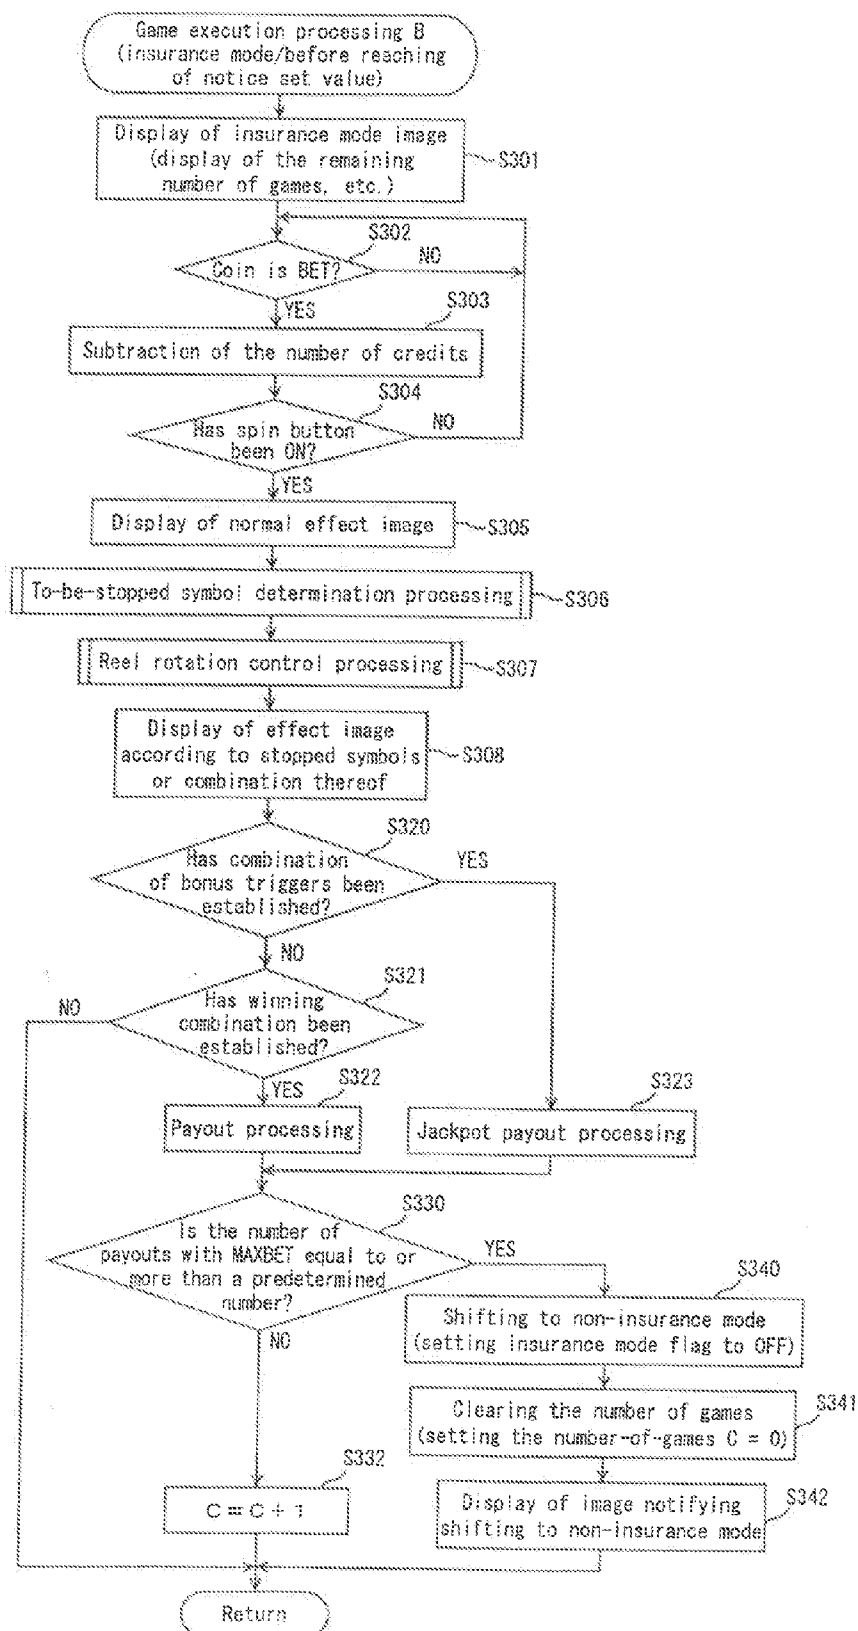 Game execution processing B
(insurance mode/before reaching
of notice set value)
Display of insurance mode image
(display of the remaining
number of games, etc.)
S301
S302
Coin is BET?
NO
YES
S303
Subtraction of the number of credits
S304
Has spin button
been ON?
NO
YES
Display of normal effect image
S305
To-be-stopped symbol determination processing
S306
Reel rotation control processing
S307
Display of effect image
according to stopped symbols
or combination thereof
S308
S320
Has combination
of bonus triggers been
established?
YES
NO
S321
Has winning
combination been
established?
NO
YES
S322
Payout processing
S323
Jackpot payout processing
S330
Is the number of
payouts with MAXBET equal to or
more than a predetermined
number?
YES
NO
S340
Shifting to non-insurance mode
(setting insurance mode flag to OFF)
S341
Clearing the number of games
(setting the number-of-games C = 0)
S332
C = C + 1
S342
Display of image notifying
shifting to non-insurance mode
Return